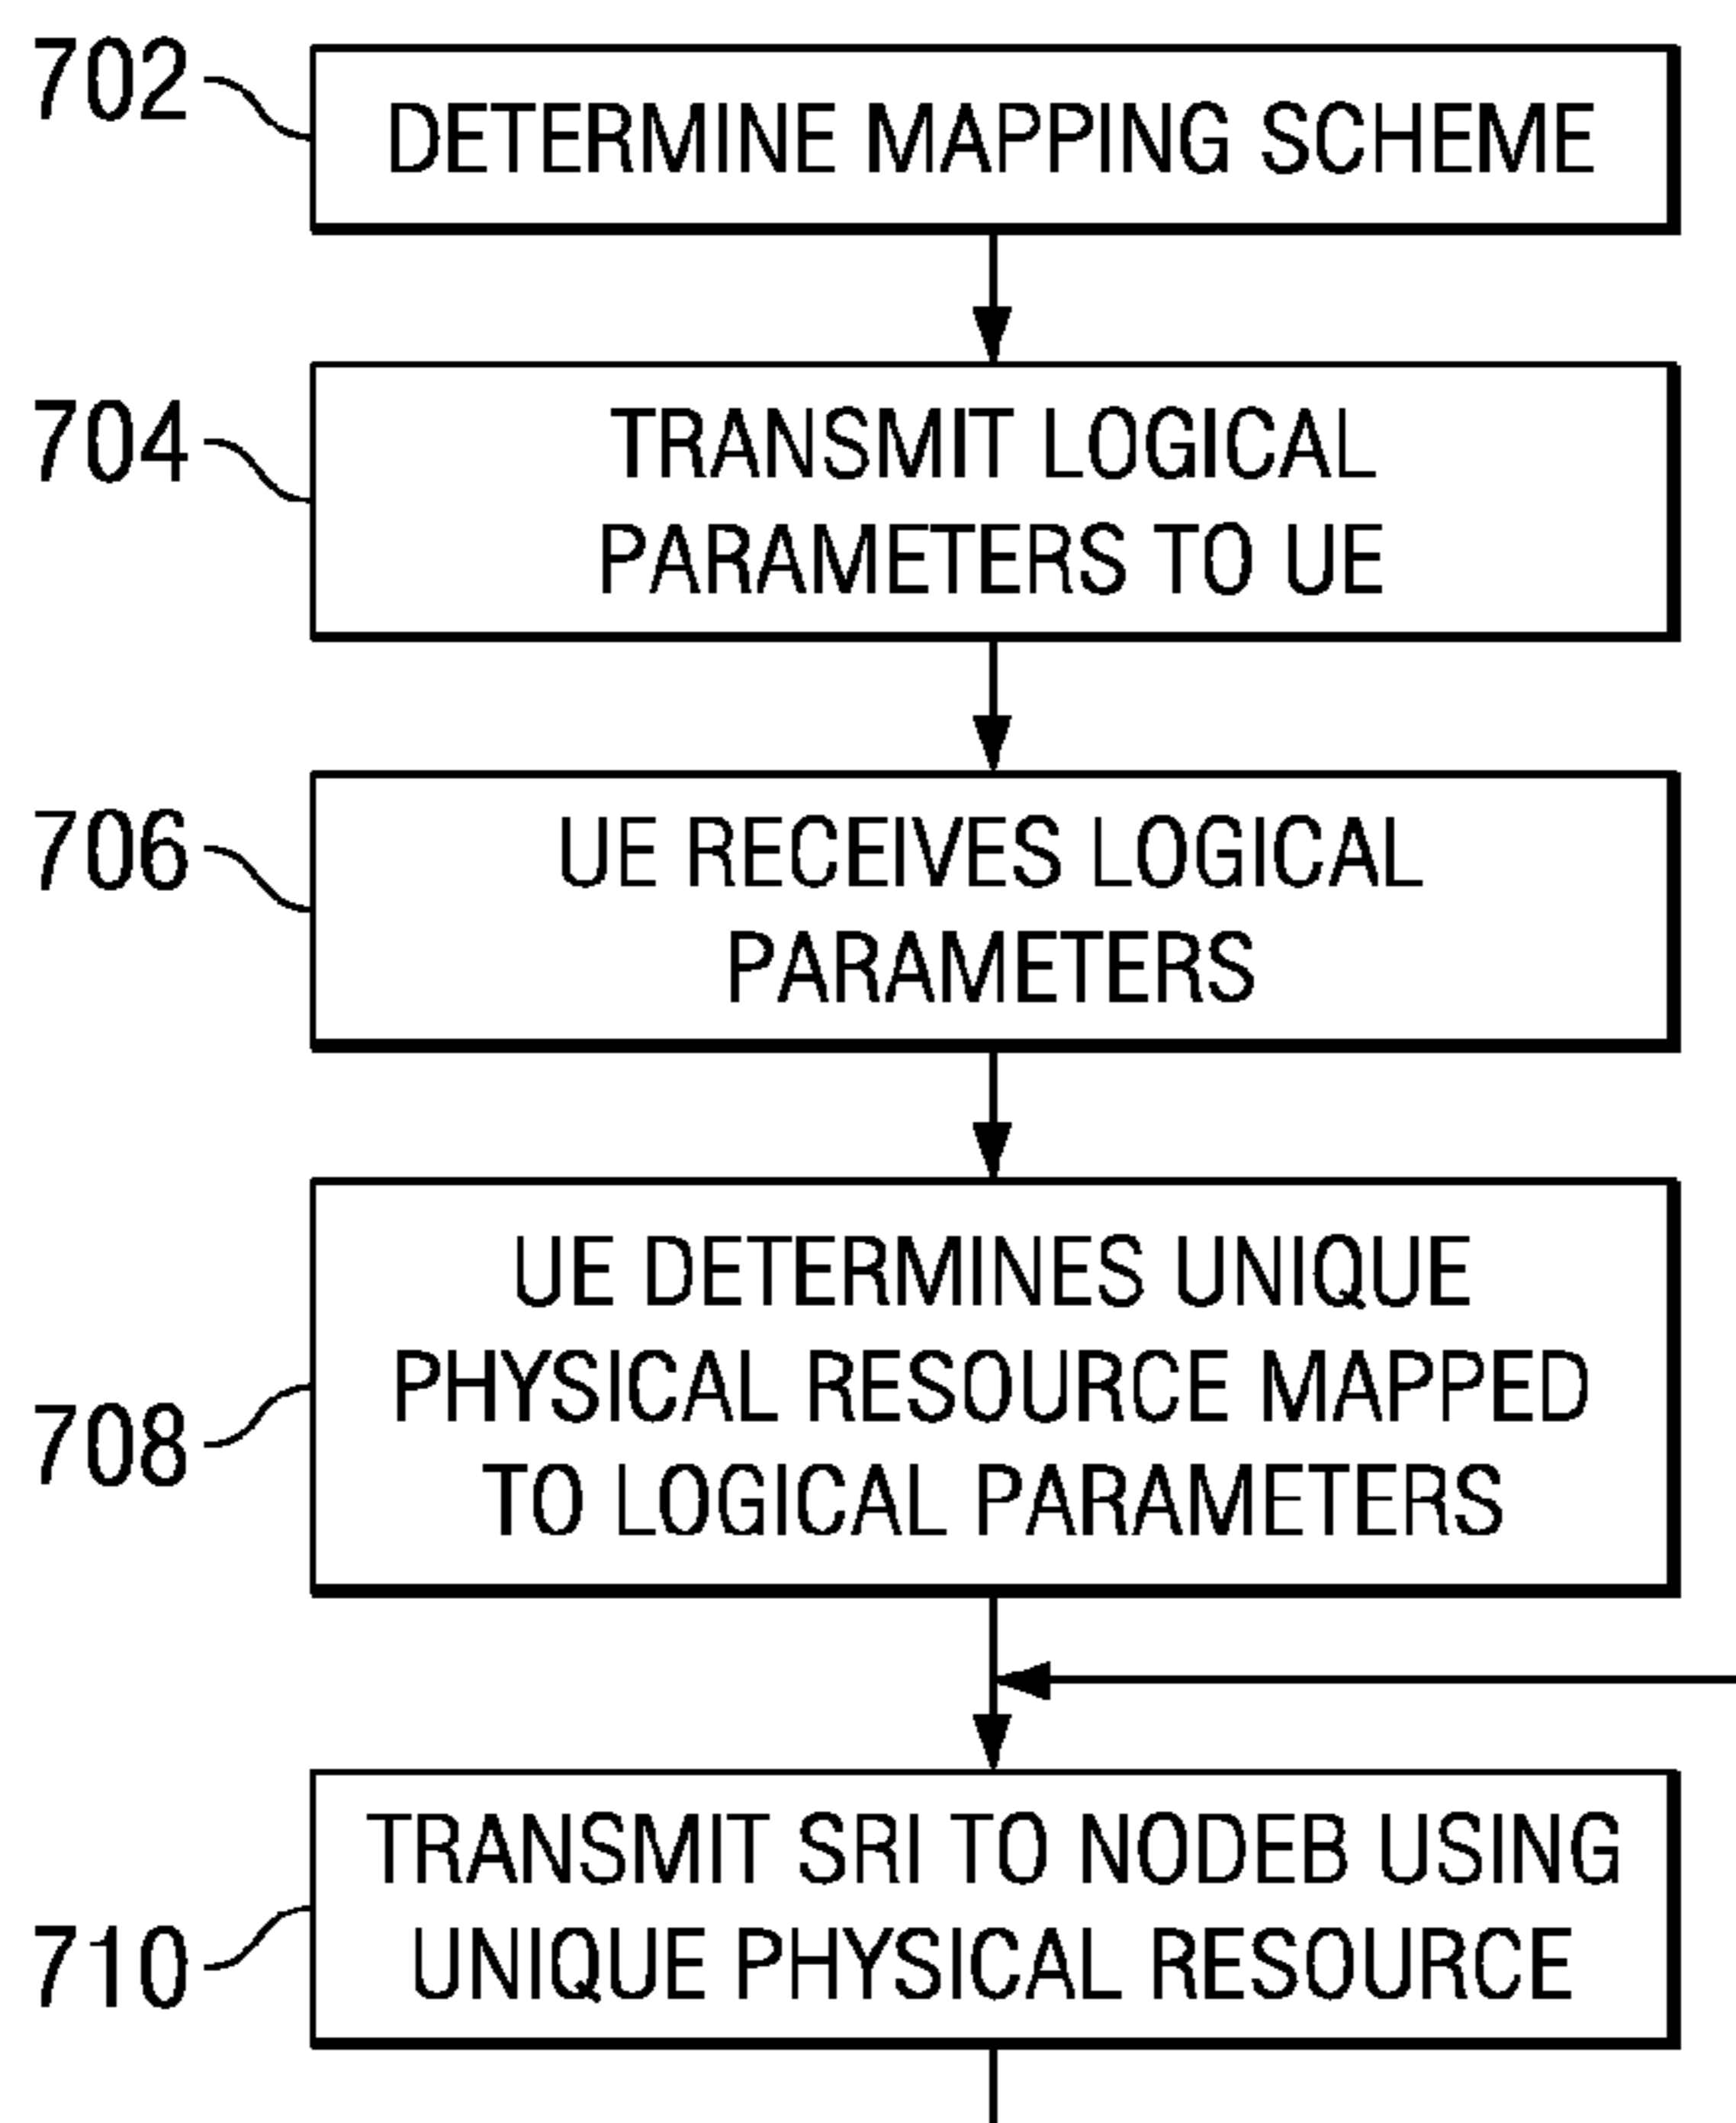 702
DETERMINE MAPPING SCHEME
704
TRANSMIT LOGICAL
PARAMETERS TO UE
706
UE RECEIVES LOGICAL
PARAMETERS
708
UE DETERMINES UNIQUE
PHYSICAL RESOURCE MAPPED
TO LOGICAL PARAMETERS
710
TRANSMIT SRI TO NODEB USING
UNIQUE PHYSICAL RESOURCE